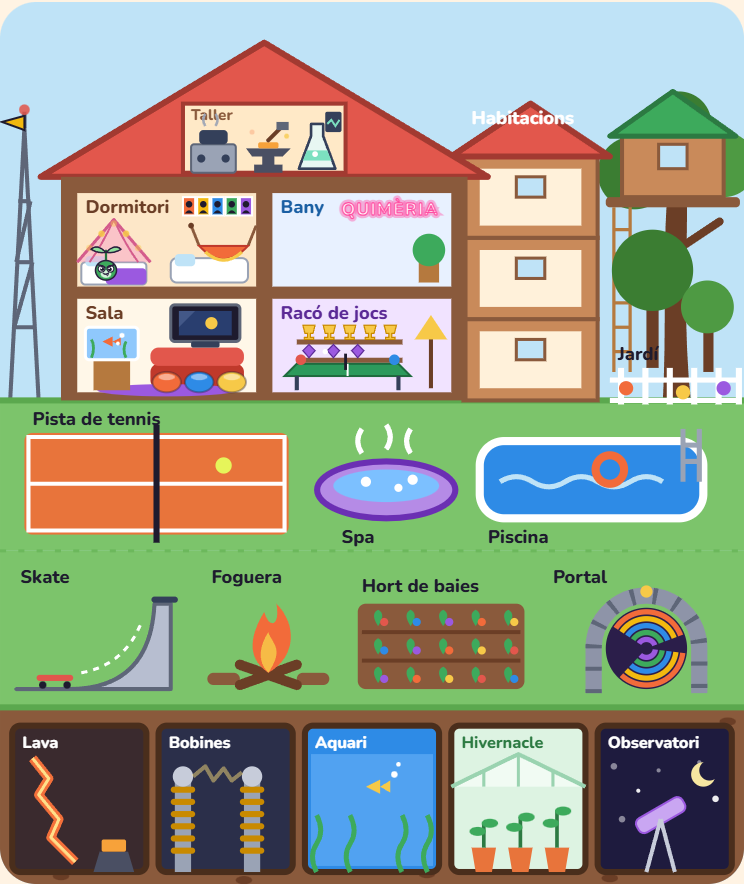 Taller
Habitacions
Dormitori
Bany
QUIMÈRIA
Sala
Racó de jocs
Jardí
Pista de tennis
Spa
Piscina
Skate
Foguera
Hort de baies
Portal
Lava
Bobines
Aquari
Hivernacle
Observatori